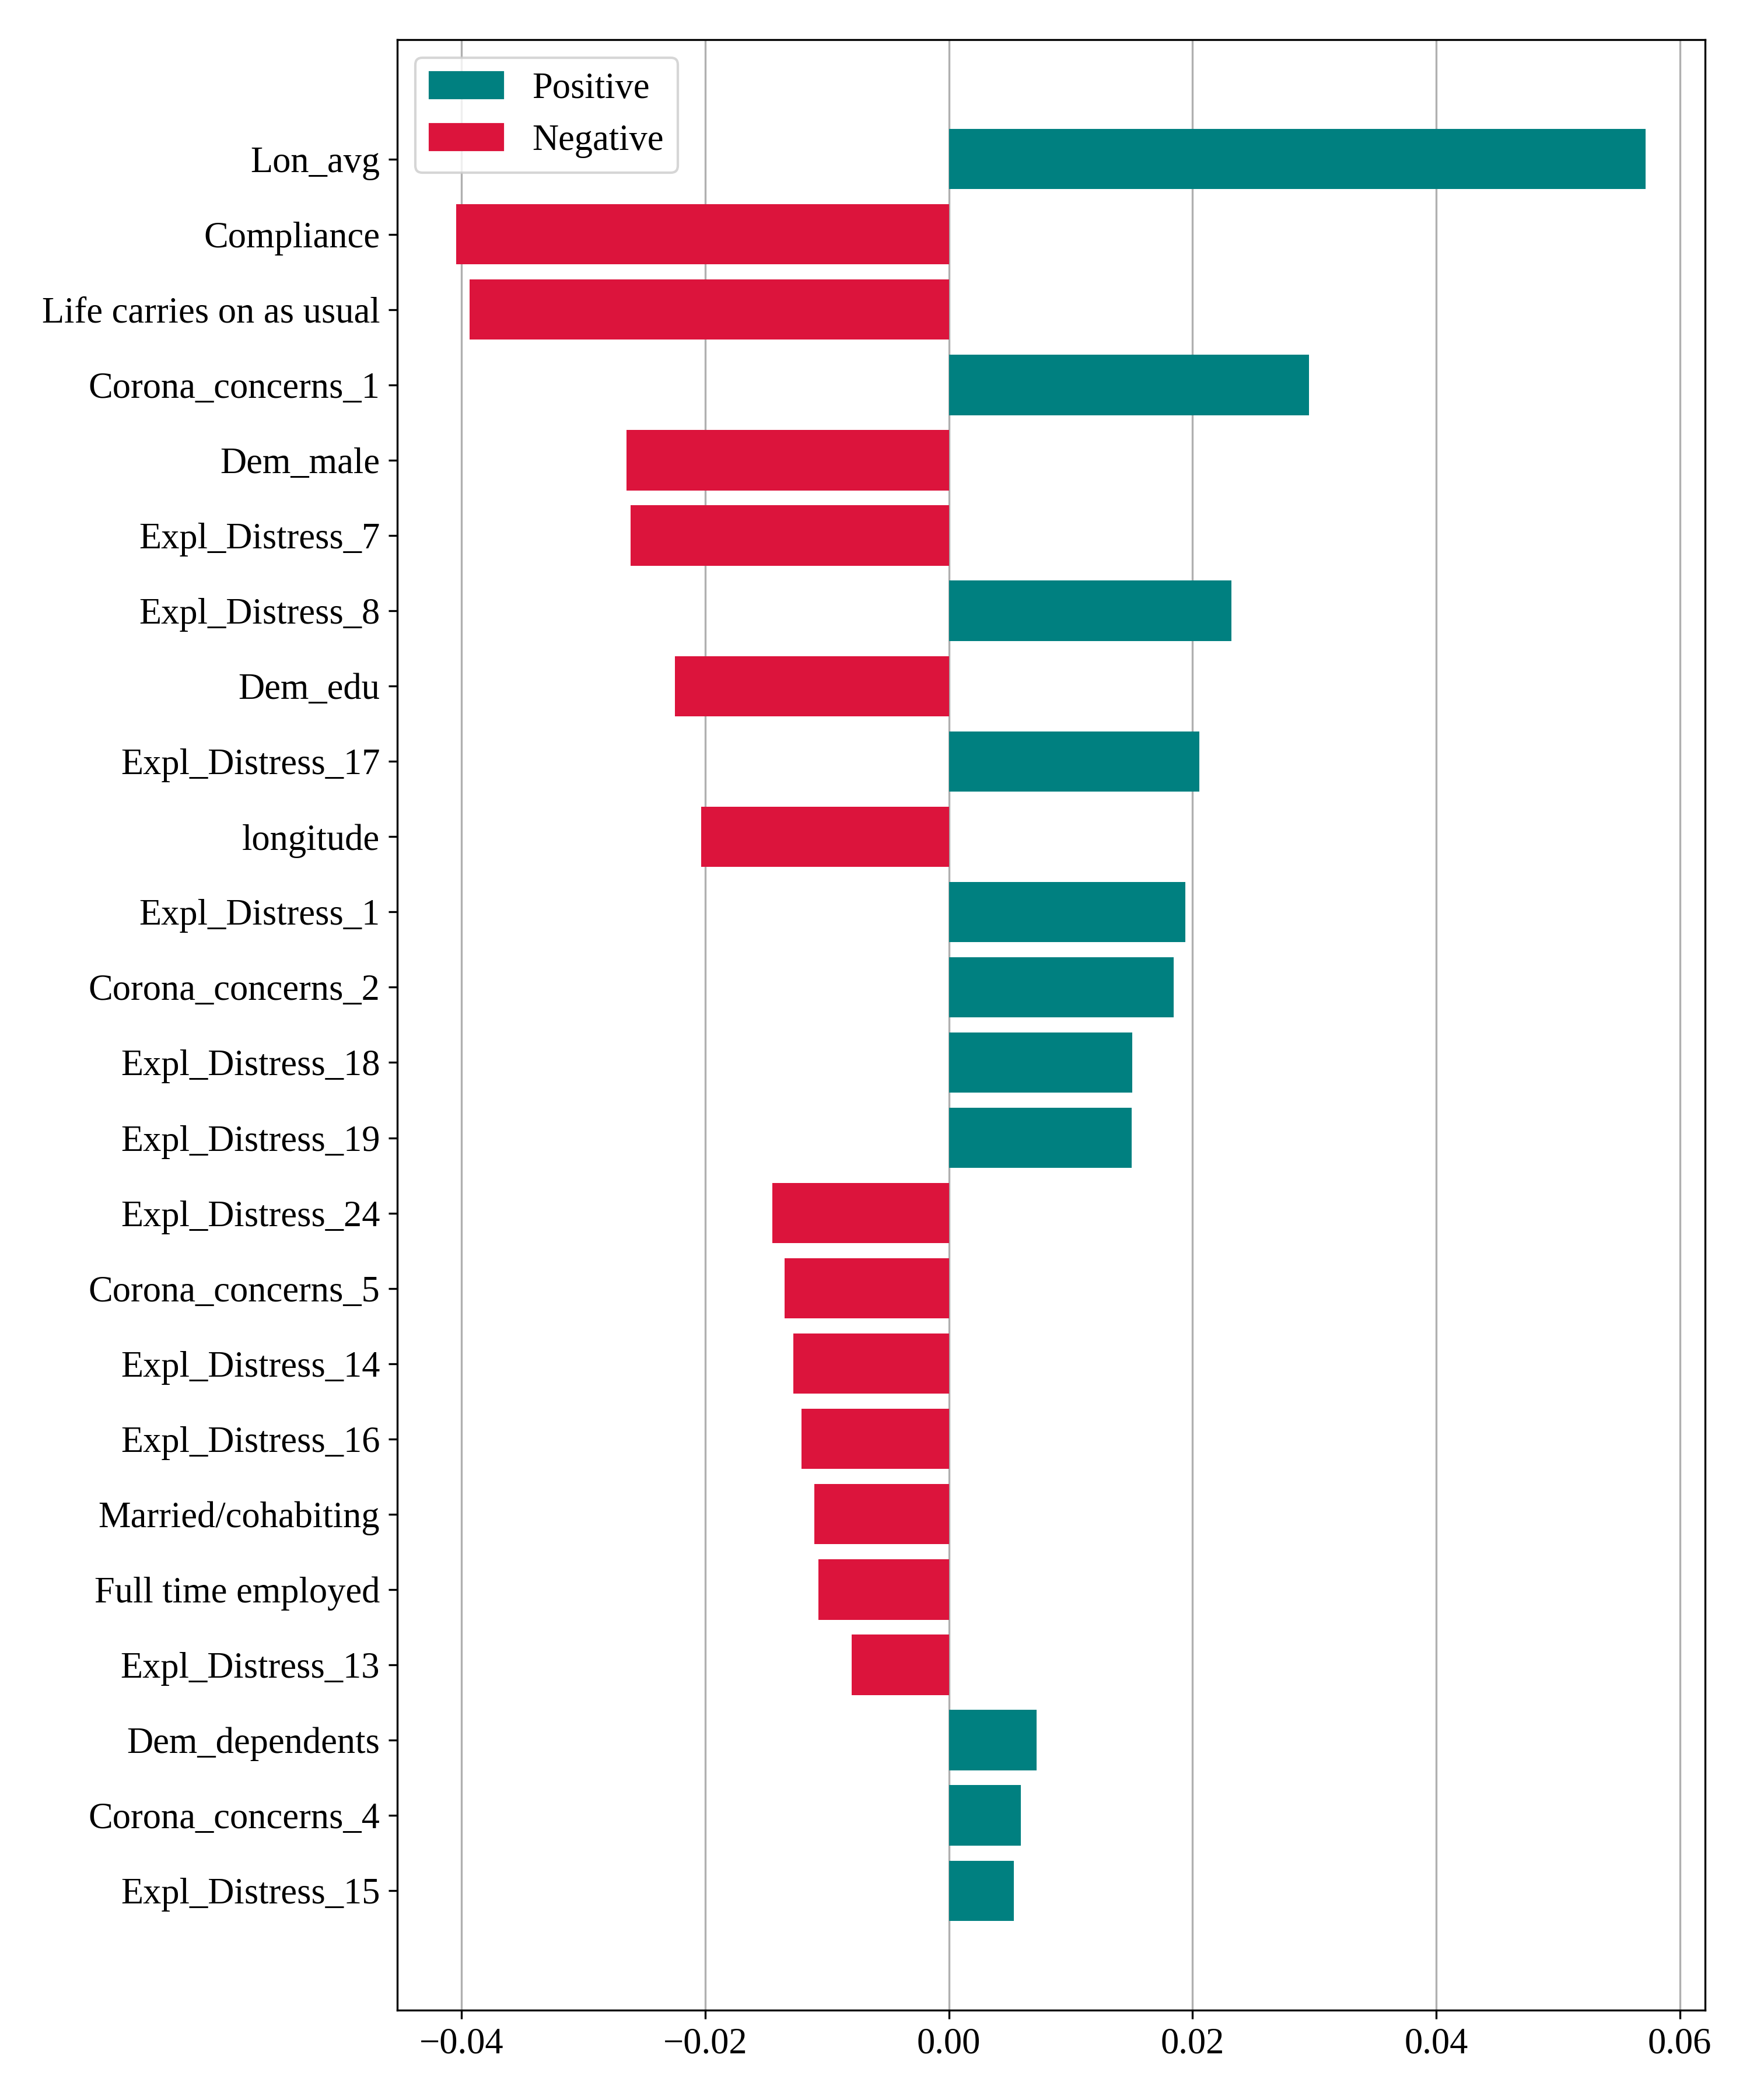 Positive
Negative
Lon_avg
Compliance
Life carries on as usual
Corona_concerns_1
Dem_male
Expl_Distress_7
Expl_Distress_8
Dem_edu
Expl_Distress_17
longitude
Expl_Distress_1
Corona_concerns_2
Expl_Distress_18
Expl_Distress_19
Expl_Distress_24
Corona_concerns_5
Expl_Distress_14
Expl_Distress_16
Married/cohabiting
Full time employed
Expl_Distress_13
Dem_dependents
Corona_concerns_4
Expl_Distress_15
−0.04 −0.02 0.00 0.02 0.04 0.06